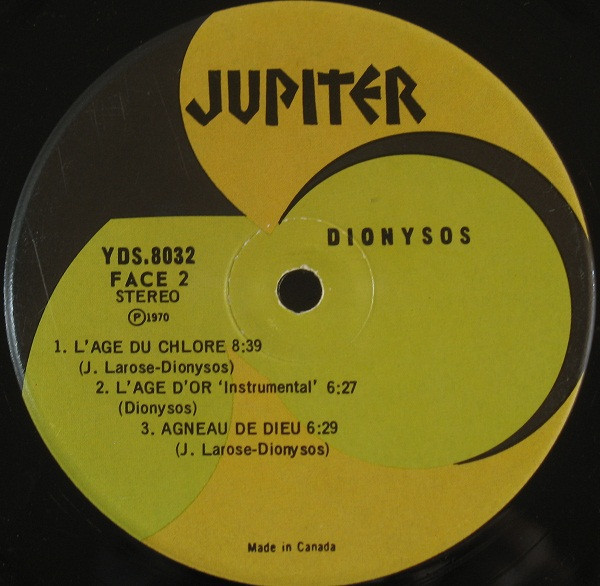 JUPITER
DIONYSOS
YDS.8032
FACE 2
STEREO
Ⓟ1970
1. L'AGE DU CHLORE 8:39
(J. Larose-Dionysos)
2. L'AGE D'OR 'Instrumental' 6:27
(Dionysos)
3. AGNEAU DE DIEU 6:29
(J. Larose-Dionysos)
Made in Canada